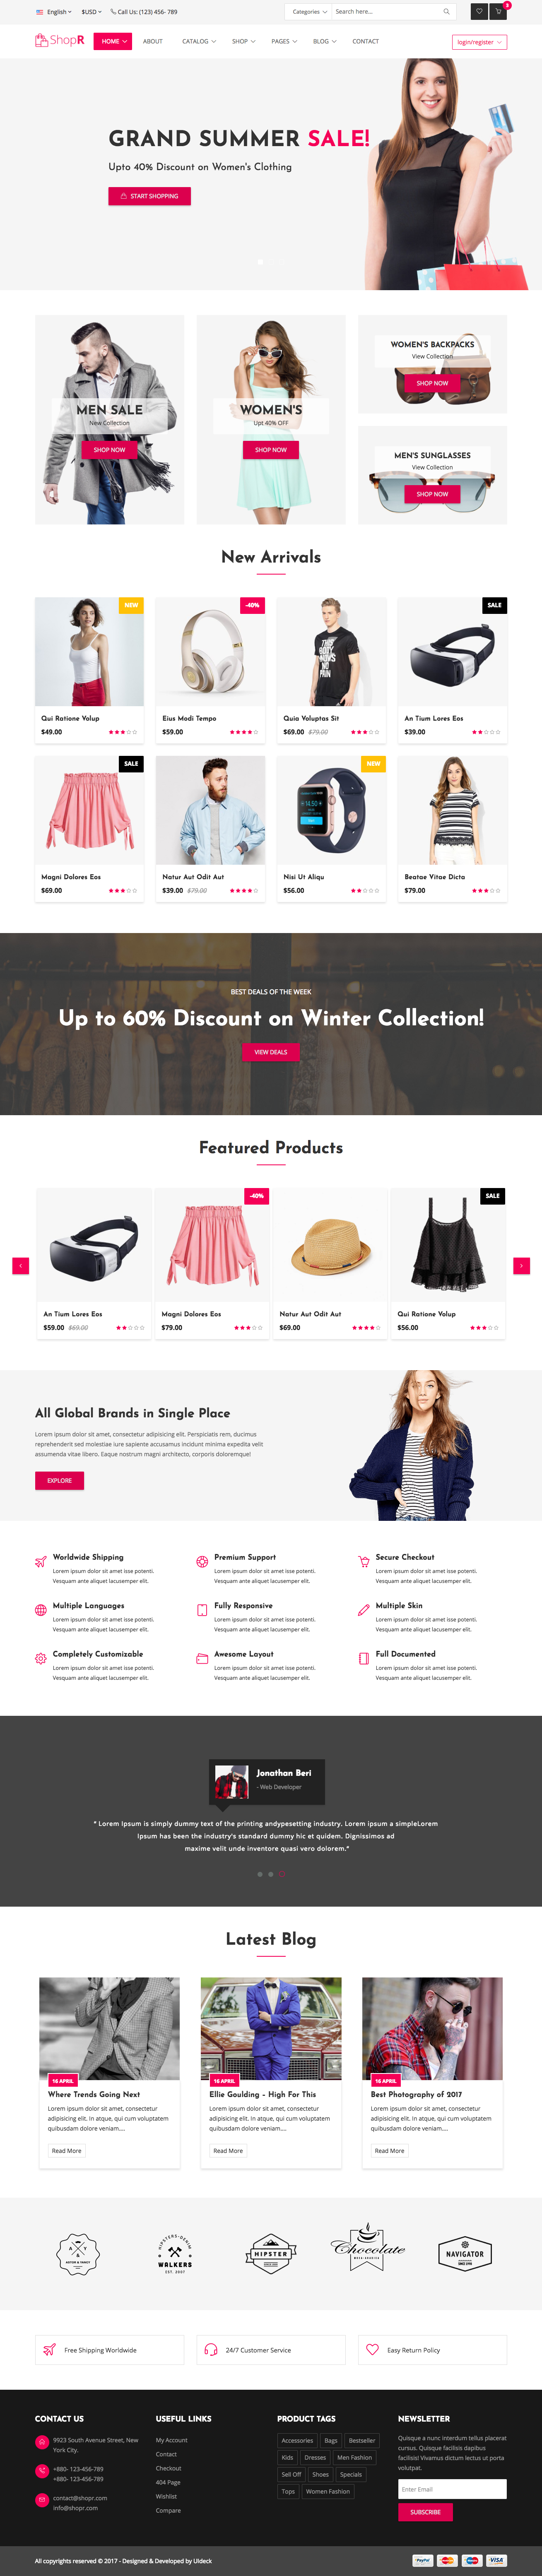 English $USD Call Us: (123) 456- 789 Categories Search here... 3
ShopR HOME ABOUT CATALOG SHOP PAGES BLOG CONTACT login/register
GRAND SUMMER SALE!
Upto 40% Discount on Women's Clothing
START SHOPPING
MEN SALE
New Collection
SHOP NOW
WOMEN'S
Upt 40% OFF
SHOP NOW
WOMEN'S BACKPACKS
View Collection
SHOP NOW
MEN'S SUNGLASSES
View Collection
SHOP NOW
New Arrivals
NEW
Qui Ratione Volup
$49.00
-40%
Eius Modi Tempo
$59.00
Quia Voluptas Sit
$69.00 $79.00
SALE
An Tium Lores Eos
$39.00
SALE
Magni Dolores Eos
$69.00
Natur Aut Odit Aut
$39.00 $79.00
NEW
Nisi Ut Aliqu
$56.00
Beatae Vitae Dicta
$79.00
BEST DEALS OF THE WEEK
Up to 60% Discount on Winter Collection!
VIEW DEALS
Featured Products
An Tium Lores Eos
$59.00 $69.00
-40%
Magni Dolores Eos
$79.00
Natur Aut Odit Aut
$69.00
SALE
Qui Ratione Volup
$56.00
All Global Brands in Single Place
Lorem ipsum dolor sit amet, consectetur adipisicing elit. Perspiciatis rem, ducimus
reprehenderit sed molestiae iure sapiente accusamus incidunt minima expedita velit
assumenda vitae libero. Eaque nostrum magni architecto, corporis doloremque!
EXPLORE
Worldwide Shipping
Lorem ipsum dolor sit amet isse potenti.
Vesquam ante aliquet lacusemper elit.
Premium Support
Lorem ipsum dolor sit amet isse potenti.
Vesquam ante aliquet lacusemper elit.
Secure Checkout
Lorem ipsum dolor sit amet isse potenti.
Vesquam ante aliquet lacusemper elit.
Multiple Languages
Lorem ipsum dolor sit amet isse potenti.
Vesquam ante aliquet lacusemper elit.
Fully Responsive
Lorem ipsum dolor sit amet isse potenti.
Vesquam ante aliquet lacusemper elit.
Multiple Skin
Lorem ipsum dolor sit amet isse potenti.
Vesquam ante aliquet lacusemper elit.
Completely Customizable
Lorem ipsum dolor sit amet isse potenti.
Vesquam ante aliquet lacusemper elit.
Awesome Layout
Lorem ipsum dolor sit amet isse potenti.
Vesquam ante aliquet lacusemper elit.
Full Documented
Lorem ipsum dolor sit amet isse potenti.
Vesquam ante aliquet lacusemper elit.
Jonathan Beri
- Web Developer
" Lorem Ipsum is simply dummy text of the printing andypesetting industry. Lorem ipsum a simpleLorem
Ipsum has been the industry's standard dummy hic et quidem. Dignissimos ad
maxime velit unde inventore quasi vero dolorem."
Latest Blog
16 APRIL
Where Trends Going Next
Lorem ipsum dolor sit amet, consectetur
adipisicing elit. In atque, qui cum voluptatem
quibusdam dolore veniam....
Read More
16 APRIL
Ellie Goulding – High For This
Lorem ipsum dolor sit amet, consectetur
adipisicing elit. In atque, qui cum voluptatem
quibusdam dolore veniam....
Read More
16 APRIL
Best Photography of 2017
Lorem ipsum dolor sit amet, consectetur
adipisicing elit. In atque, qui cum voluptatem
quibusdam dolore veniam....
Read More
A Y
ASTON & YANCY
HIPSTERS-DENIM
WALKERS
EST. 2007
HIPSTER
Chocolate
NAVIGATOR
Free Shipping Worldwide
24/7 Customer Service
Easy Return Policy
CONTACT US
9923 South Avenue Street, New
York City.
+880- 123-456-789
+880- 123-456-789
contact@shopr.com
info@shopr.com
USEFUL LINKS
My Account
Contact
Checkout
404 Page
Wishlist
Compare
PRODUCT TAGS
Accessories Bags Bestseller
Kids Dresses Men Fashion
Sell Off Shoes Specials
Tops Women Fashion
NEWSLETTER
Quisque a nunc interdum tellus placerat
cursus. Quisque facilisis dapibus
facilisis! Vivamus dictum lectus ut porta
volutpat.
Enter Email
SUBSCRIBE
All copyrights reserved © 2017 - Designed & Developed by UIdeck
PayPal MasterCard Maestro VISA